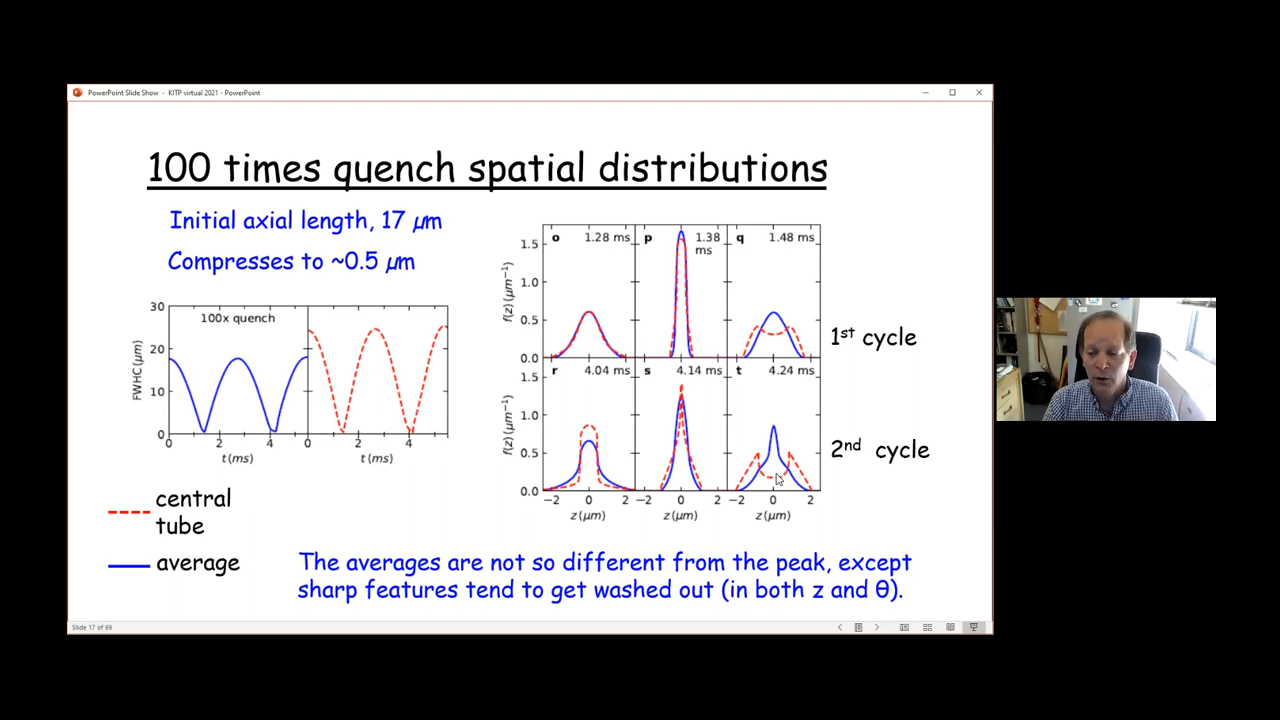 PowerPoint Slide Show - KITP virtual 2021 - PowerPoint
100 times quench spatial distributions
Initial axial length, 17 μm
Compresses to ~0.5 μm
30
20
10
0
FWHC(μm)
100x quench
0 2 4 0 2 4
t(ms) t(ms)
central
tube
average
1.5
1.0
0.5
0.0
f(z)(μm⁻¹)
o 1.28 ms
p 1.38
ms
q 1.48 ms
1st cycle
1.5
1.0
0.5
0.0
f(z)(μm⁻¹)
r 4.04 ms
s 4.14 ms
t 4.24 ms
2nd cycle
−2 0 2 −2 0 2 −2 0 2
z(μm) z(μm) z(μm)
The averages are not so different from the peak, except
sharp features tend to get washed out (in both z and θ).
Slide 17 of 69